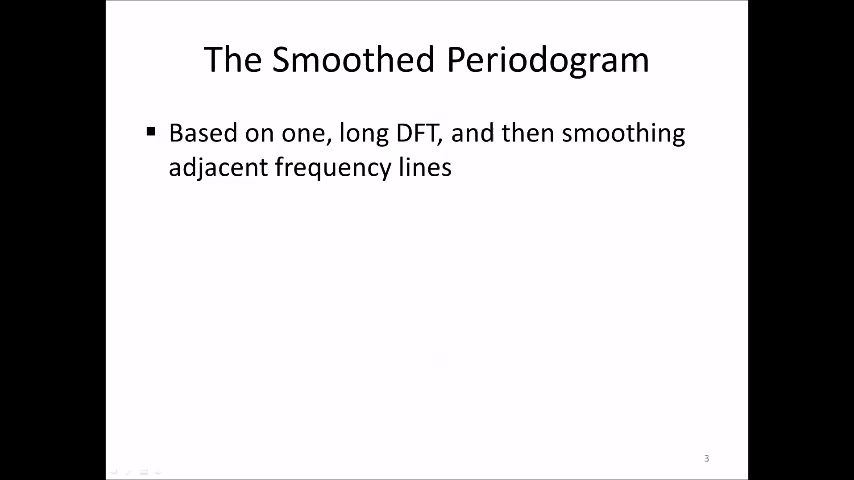 The Smoothed Periodogram
▪ Based on one, long DFT, and then smoothing
adjacent frequency lines
3